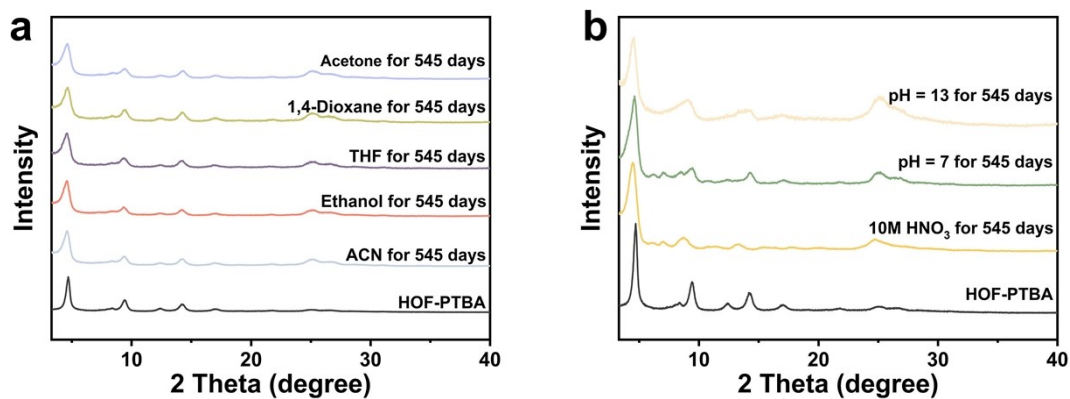 a
Acetone for 545 days
1,4-Dioxane for 545 days
THF for 545 days
Ethanol for 545 days
ACN for 545 days
HOF-PTBA
Intensity
10 20 30 40
2 Theta (degree)
b
pH = 13 for 545 days
pH = 7 for 545 days
10M HNO₃ for 545 days
HOF-PTBA
Intensity
10 20 30 40
2 Theta (degree)